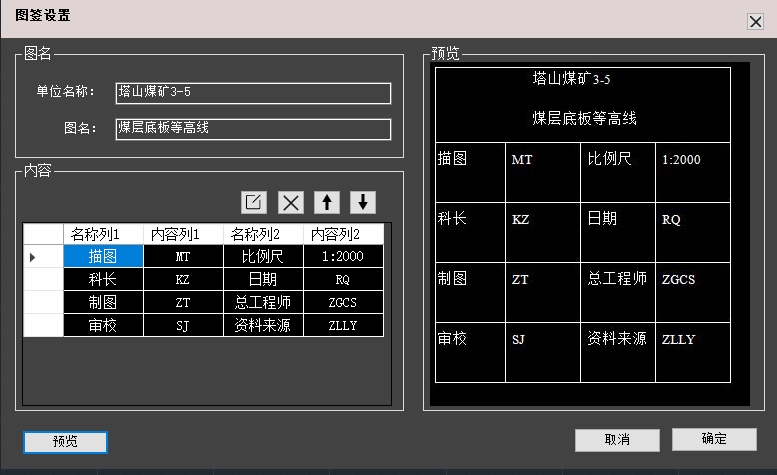 图签设置
图名
单位名称： 塔山煤矿3-5
图名： 煤层底板等高线
内容
名称列1 内容列1 名称列2 内容列2
描图 MT 比例尺 1:2000
科长 KZ 日期 RQ
制图 ZT 总工程师 ZGCS
审校 SJ 资料来源 ZLLY
预览
塔山煤矿3-5
煤层底板等高线
描图 MT 比例尺 1:2000
科长 KZ 日期 RQ
制图 ZT 总工程师 ZGCS
审校 SJ 资料来源 ZLLY
预览 取消 确定